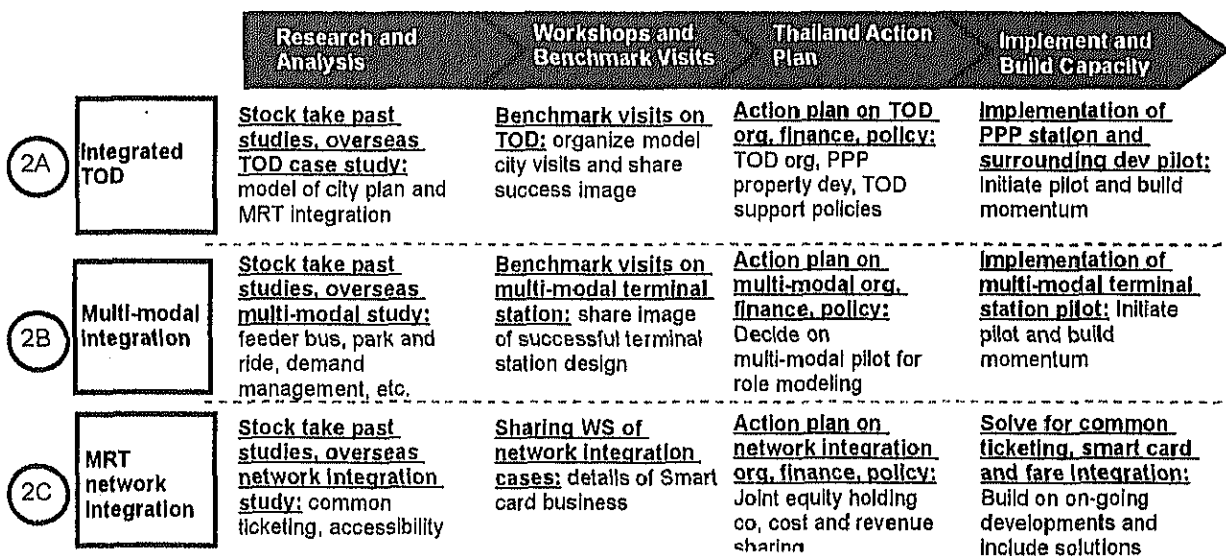 Research and
Analysis
Workshops and
Benchmark Visits
Thailand Action
Plan
Implement and
Build Capacity
2A
Integrated
TOD
Stock take past
studies, overseas
TOD case study:
model of city plan and
MRT integration
Benchmark visits on
TOD: organize model
city visits and share
success image
Action plan on TOD
org, finance, policy:
TOD org, PPP
property dev, TOD
support policies
Implementation of
PPP station and
surrounding dev pilot:
Initiate pilot and build
momentum
2B
Multi-modal
integration
Stock take past
studies, overseas
multi-modal study:
feeder bus, park and
ride, demand
management, etc.
Benchmark visits on
multi-modal terminal
station: share image
of successful terminal
station design
Action plan on
multi-modal org,
finance, policy:
Decide on
multi-modal pilot for
role modeling
Implementation of
multi-modal terminal
station pilot: Initiate
pilot and build
momentum
2C
MRT
network
Integration
Stock take past
studies, overseas
network integration
study: common
ticketing, accessibility
Sharing WS of
network integration
cases: details of Smart
card business
Action plan on
network integration
org, finance, policy:
Joint equity holding
co, cost and revenue
sharing
Solve for common
ticketing, smart card
and fare integration:
Build on on-going
developments and
include solutions